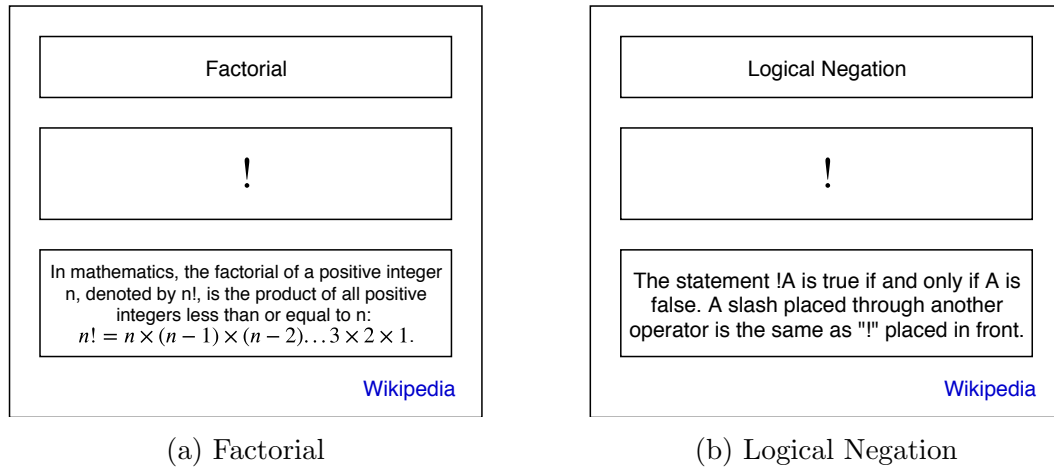 Factorial
!
In mathematics, the factorial of a positive integer
n, denoted by n!, is the product of all positive
integers less than or equal to n:
n! = n × (n − 1) × (n − 2)…3 × 2 × 1.
Wikipedia
(a) Factorial
Logical Negation
!
The statement !A is true if and only if A is
false. A slash placed through another
operator is the same as "!" placed in front.
Wikipedia
(b) Logical Negation